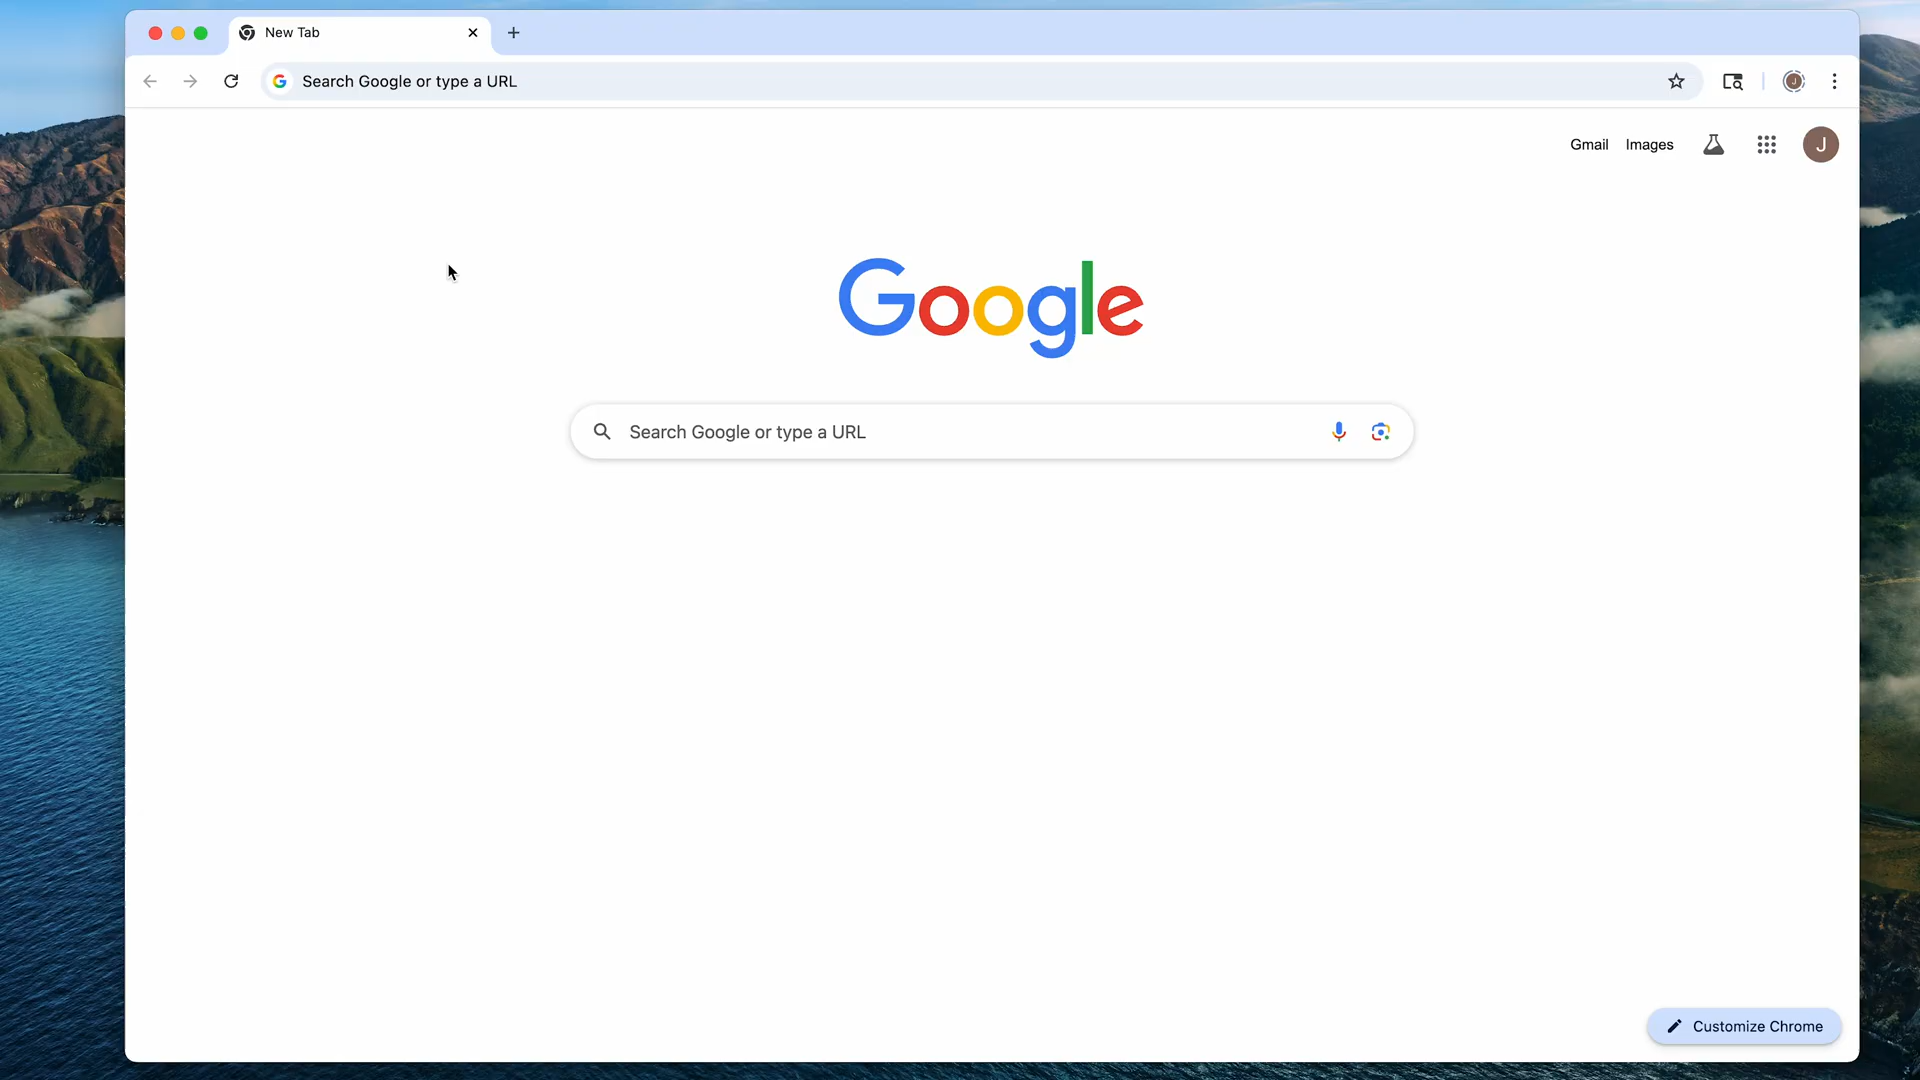 New Tab
Search Google or type a URL
Gmail Images
J
Google
Search Google or type a URL
Customize Chrome